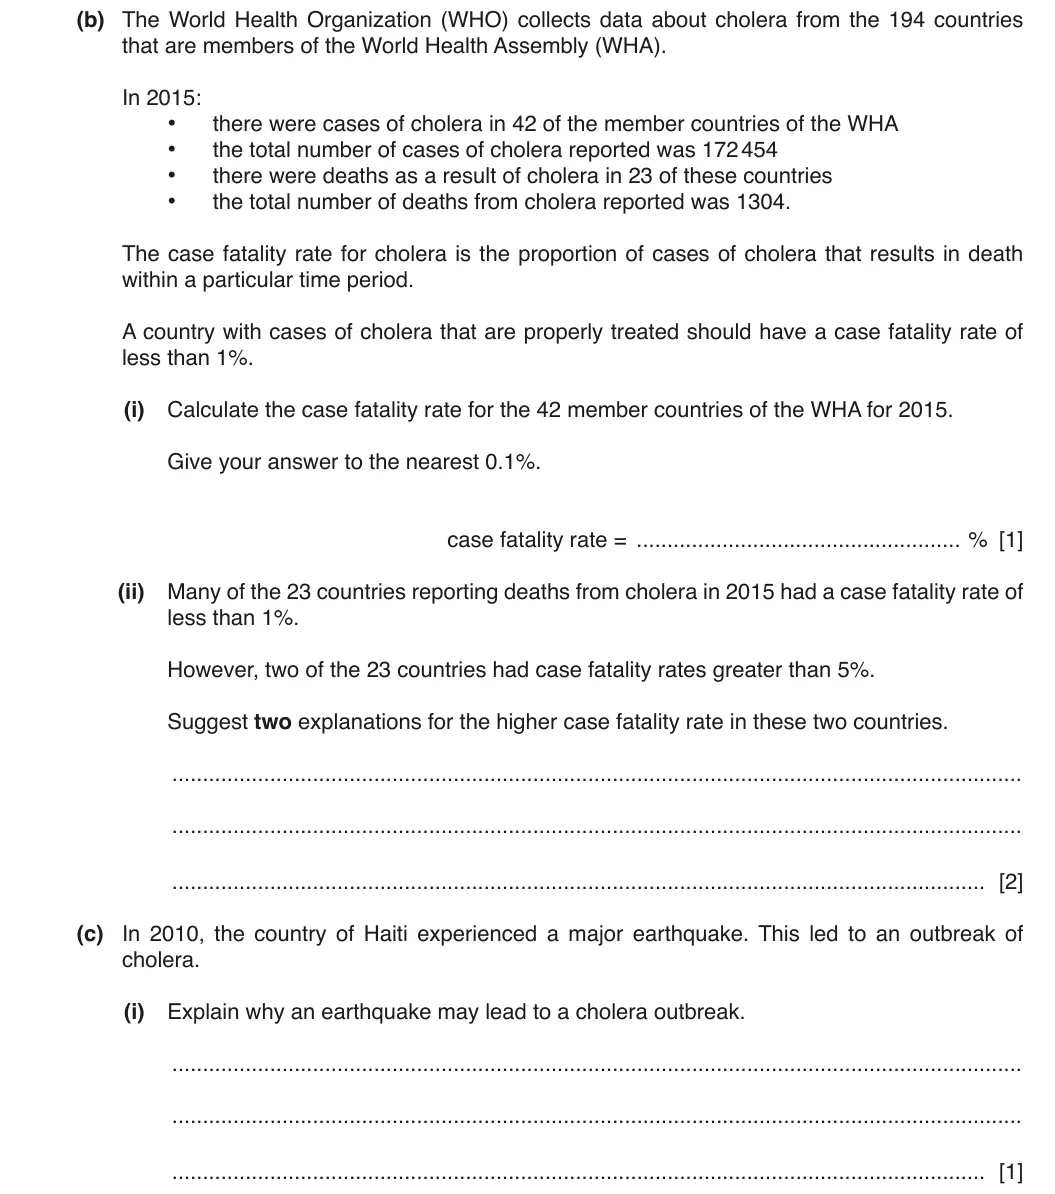 (b) The World Health Organization (WHO) collects data about cholera from the 194 countries
that are members of the World Health Assembly (WHA).
In 2015:
• there were cases of cholera in 42 of the member countries of the WHA
• the total number of cases of cholera reported was 172 454
• there were deaths as a result of cholera in 23 of these countries
• the total number of deaths from cholera reported was 1304.
The case fatality rate for cholera is the proportion of cases of cholera that results in death
within a particular time period.
A country with cases of cholera that are properly treated should have a case fatality rate of
less than 1%.
(i) Calculate the case fatality rate for the 42 member countries of the WHA for 2015.
Give your answer to the nearest 0.1%.
case fatality rate = ..................................................... % [1]
(ii) Many of the 23 countries reporting deaths from cholera in 2015 had a case fatality rate of
less than 1%.
However, two of the 23 countries had case fatality rates greater than 5%.
Suggest two explanations for the higher case fatality rate in these two countries.
...........................................................................................................................................
...........................................................................................................................................
..................................................................................................................................... [2]
(c) In 2010, the country of Haiti experienced a major earthquake. This led to an outbreak of
cholera.
(i) Explain why an earthquake may lead to a cholera outbreak.
...........................................................................................................................................
...........................................................................................................................................
..................................................................................................................................... [1]